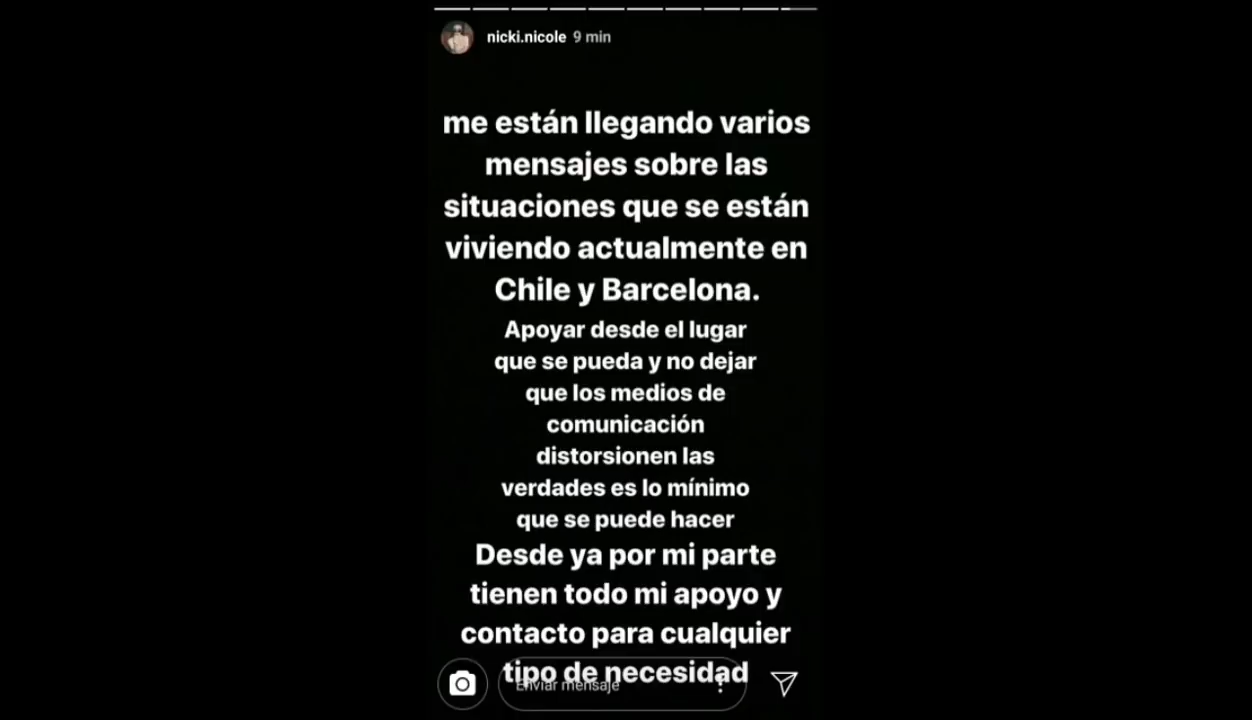 nicki.nicole 9 min
me están llegando varios
mensajes sobre las
situaciones que se están
viviendo actualmente en
Chile y Barcelona.
Apoyar desde el lugar
que se pueda y no dejar
que los medios de
comunicación
distorsionen las
verdades es lo mínimo
que se puede hacer
Desde ya por mi parte
tienen todo mi apoyo y
contacto para cualquier
tipo de necesidad
Enviar mensaje